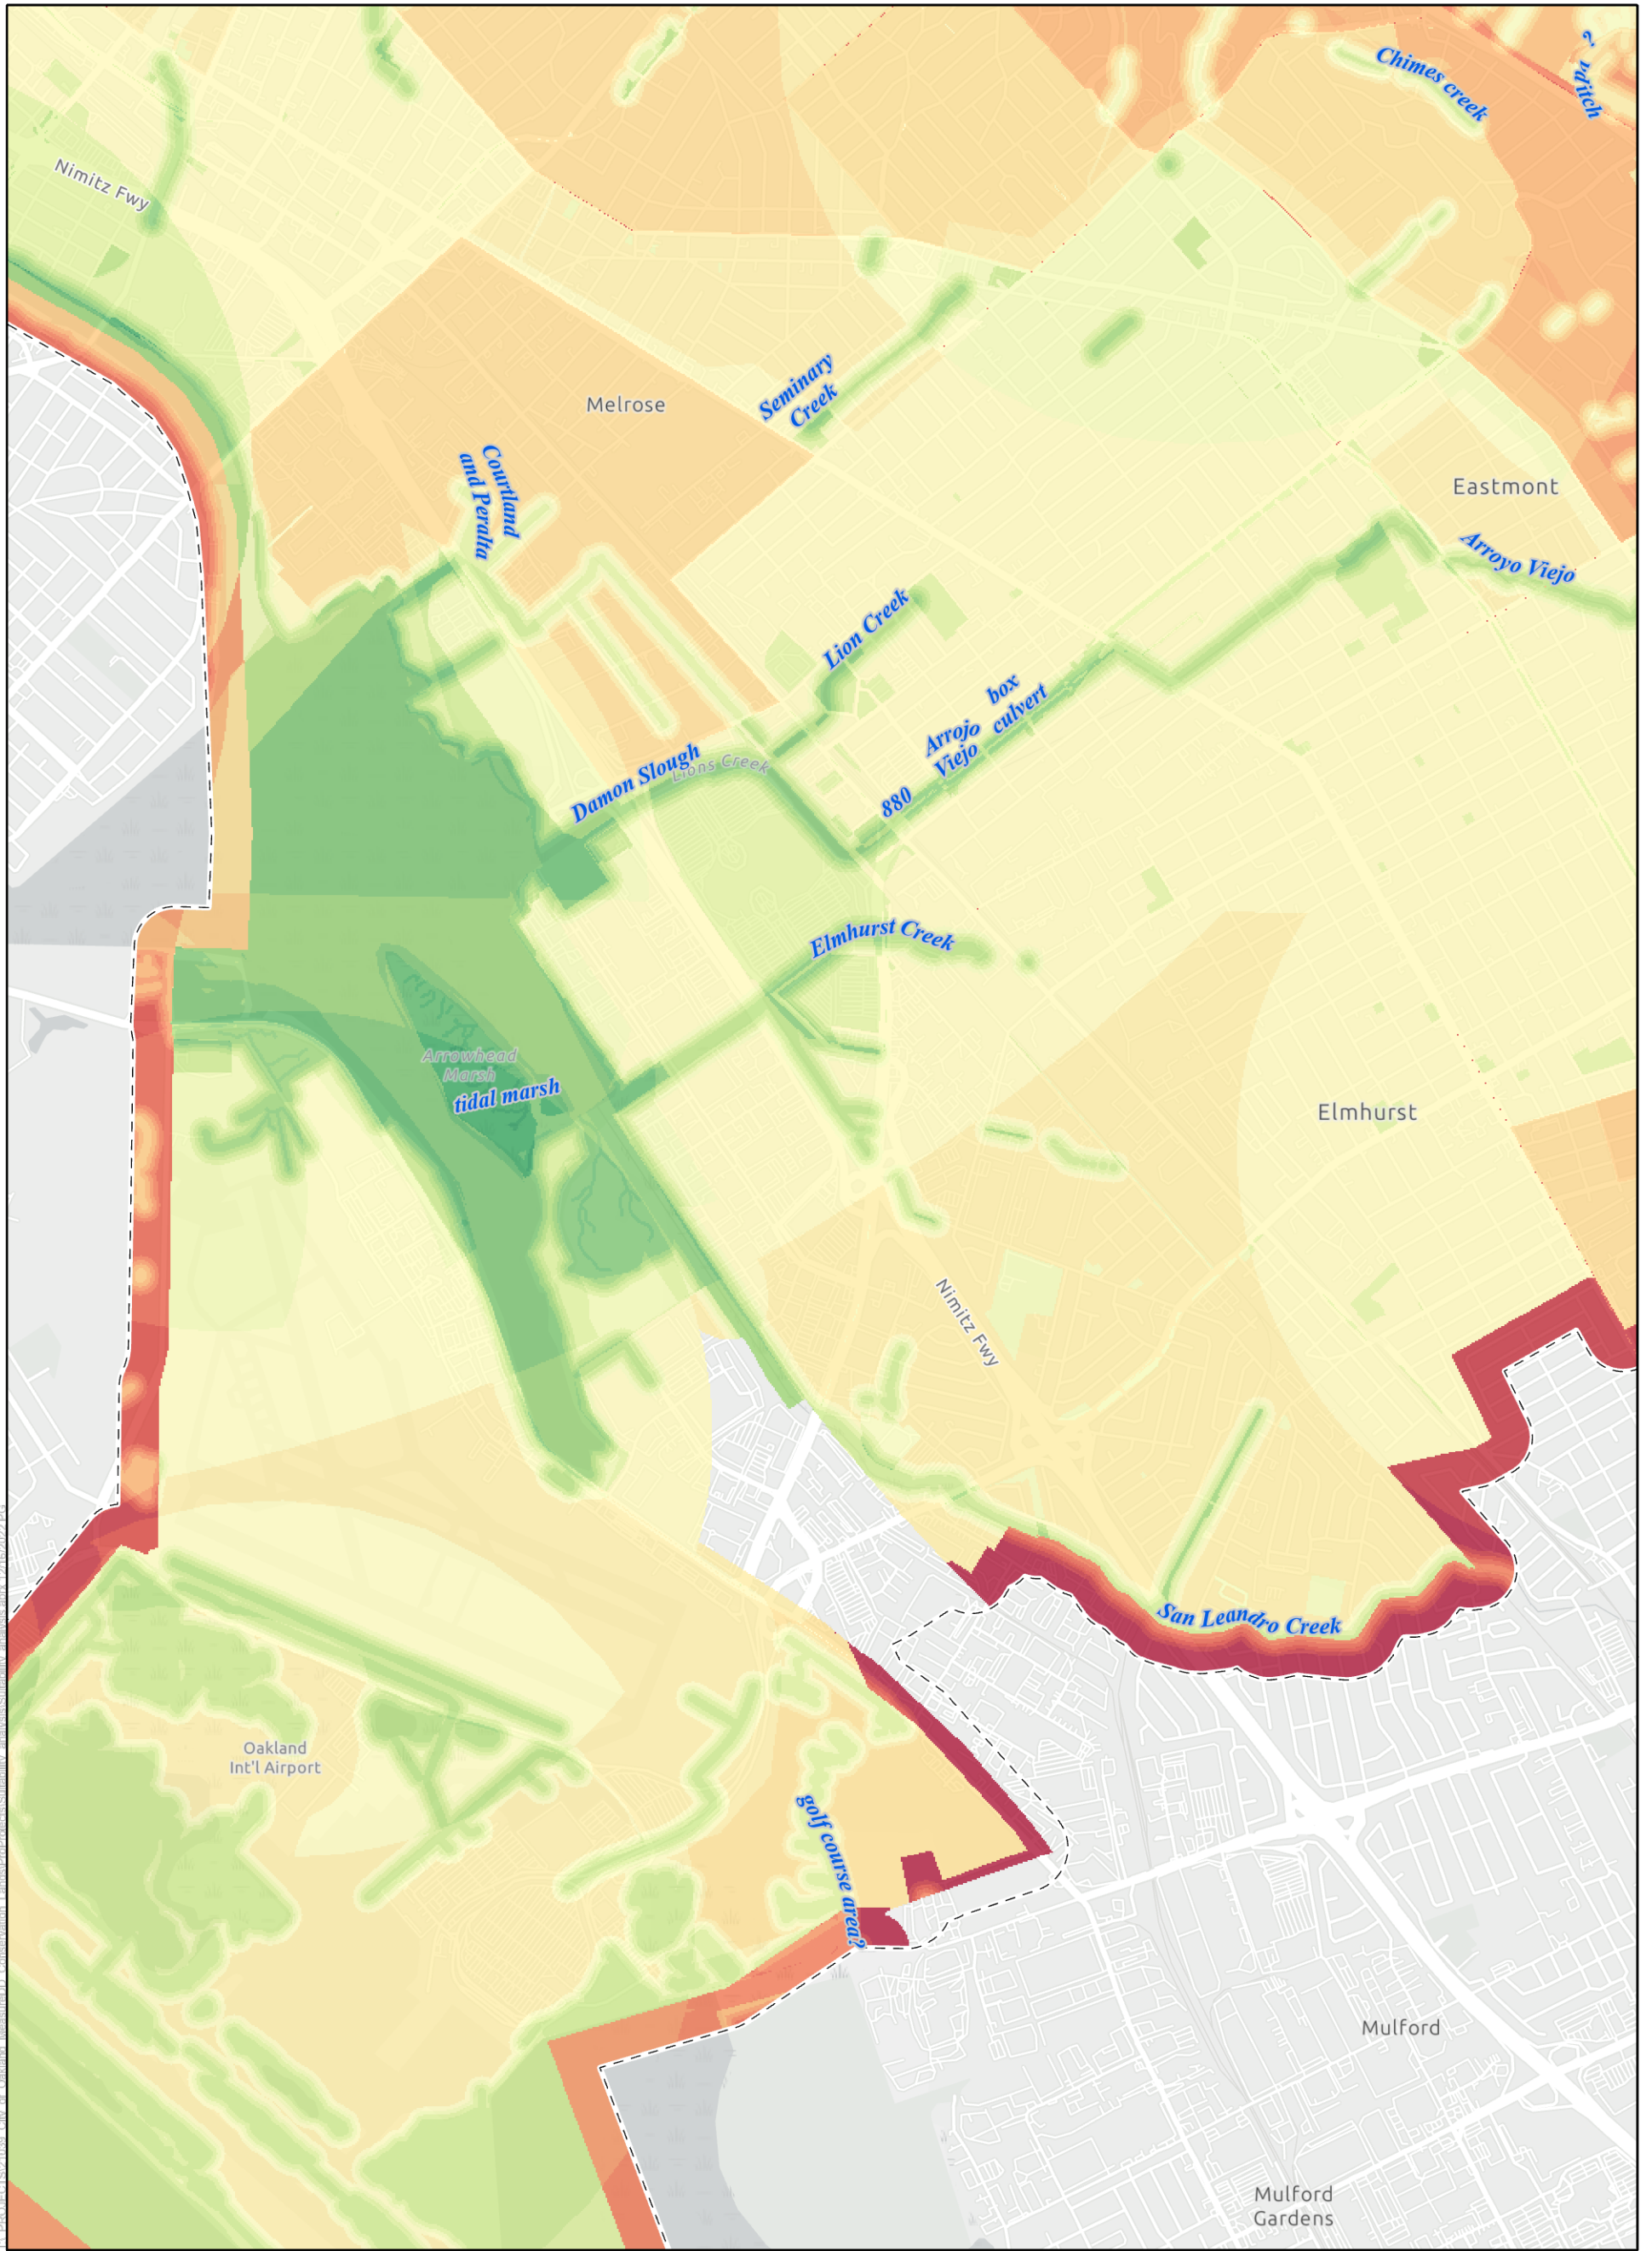 Chimes creek
?
Nimitz Fwy
Seminary
Creek
Melrose
Courtland
and Peralta
Eastmont
Arroyo Viejo
Lion Creek
box
culvert
Arrojo
Viejo
880
Damon Slough
Lions Creek
Elmhurst Creek
Arrowhead
Marsh
tidal marsh
Elmhurst
Nimitz Fwy
San Leandro Creek
Oakland
Int'l Airport
golf course area?
Mulford
Mulford
Gardens